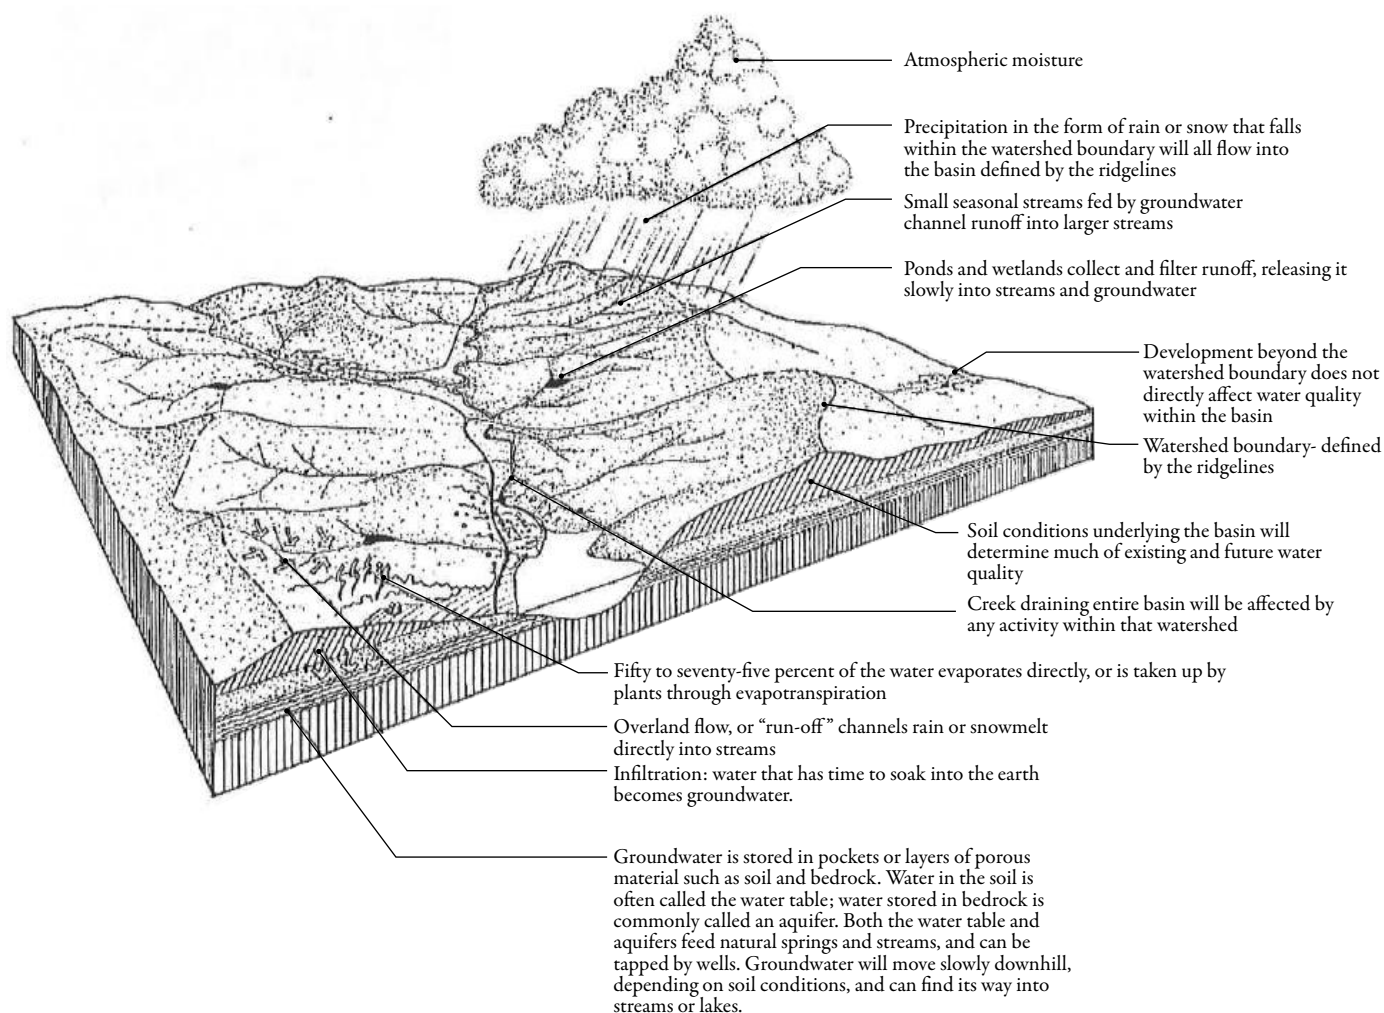 Atmospheric moisture
Precipitation in the form of rain or snow that falls
within the watershed boundary will all flow into
the basin defined by the ridgelines
Small seasonal streams fed by groundwater
channel runoff into larger streams
Ponds and wetlands collect and filter runoff, releasing it
slowly into streams and groundwater
Development beyond the
watershed boundary does not
directly affect water quality
within the basin
Watershed boundary- defined
by the ridgelines
Soil conditions underlying the basin will
determine much of existing and future water
quality
Creek draining entire basin will be affected by
any activity within that watershed
Fifty to seventy-five percent of the water evaporates directly, or is taken up by
plants through evapotranspiration
Overland flow, or “run-off” channels rain or snowmelt
directly into streams
Infiltration: water that has time to soak into the earth
becomes groundwater.
Groundwater is stored in pockets or layers of porous
material such as soil and bedrock. Water in the soil is
often called the water table; water stored in bedrock is
commonly called an aquifer. Both the water table and
aquifers feed natural springs and streams, and can be
tapped by wells. Groundwater will move slowly downhill,
depending on soil conditions, and can find its way into
streams or lakes.